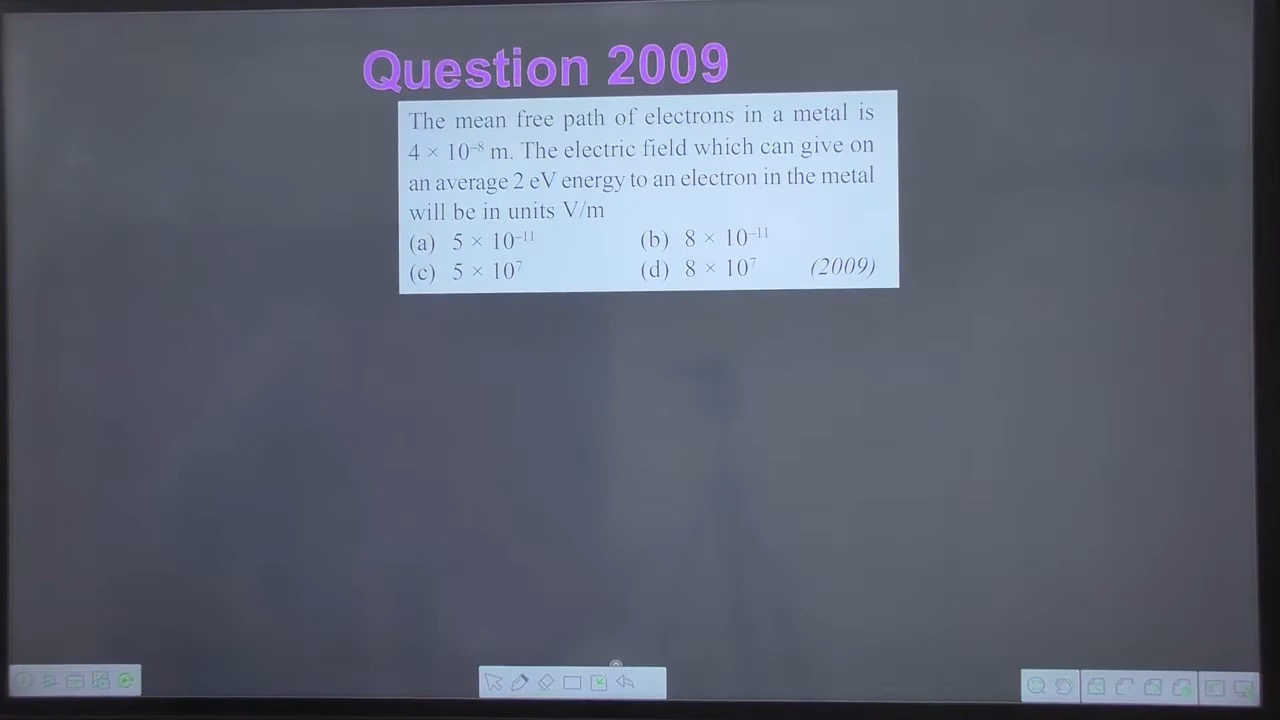 Question 2009
The mean free path of electrons in a metal is
4 × 10⁻⁸ m. The electric field which can give on
an average 2 eV energy to an electron in the metal
will be in units V/m
(a) 5 × 10⁻¹¹ (b) 8 × 10⁻¹¹
(c) 5 × 10⁷ (d) 8 × 10⁷ (2009)